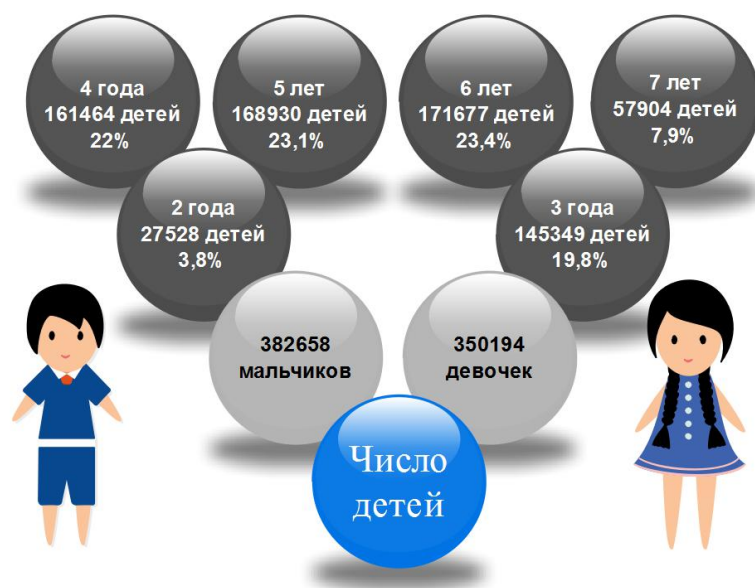 4 года
161464 детей
22%
5 лет
168930 детей
23,1%
6 лет
171677 детей
23,4%
7 лет
57904 детей
7,9%
2 года
27528 детей
3,8%
3 года
145349 детей
19,8%
382658
мальчиков
350194
девочек
Число
детей